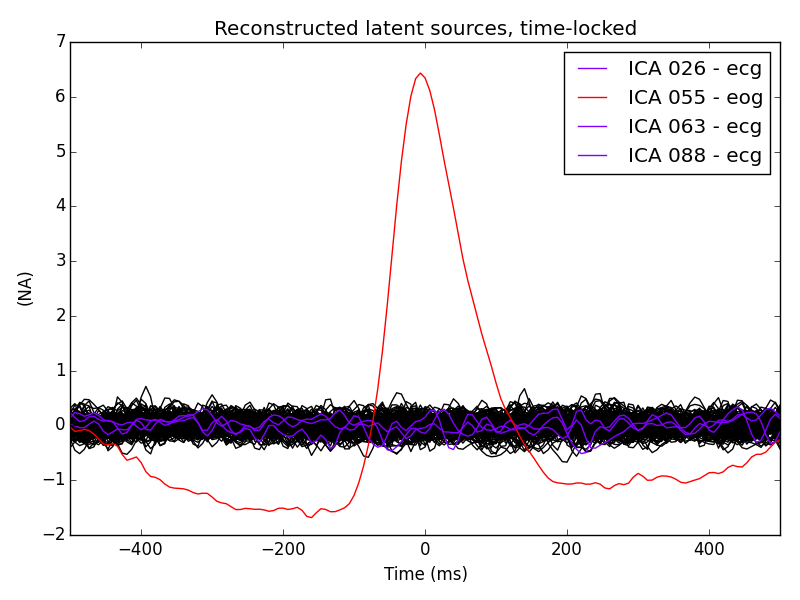 Reconstructed latent sources, time-locked
7
6
5
4
3
2
1
0
−1
−2
(NA)
ICA 026 - ecg
ICA 055 - eog
ICA 063 - ecg
ICA 088 - ecg
−400
−200
0
200
400
Time (ms)